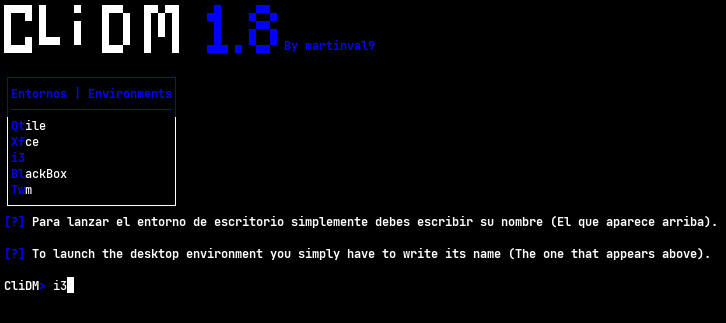 CLiDM 1.8 By martinval9
Entornos | Environments
Qtile
Xfce
i3
BlackBox
Twm
[?] Para lanzar el entorno de escritorio simplemente debes escribir su nombre (El que aparece arriba).
[?] To launch the desktop environment you simply have to write its name (The one that appears above).
CliDM> i3